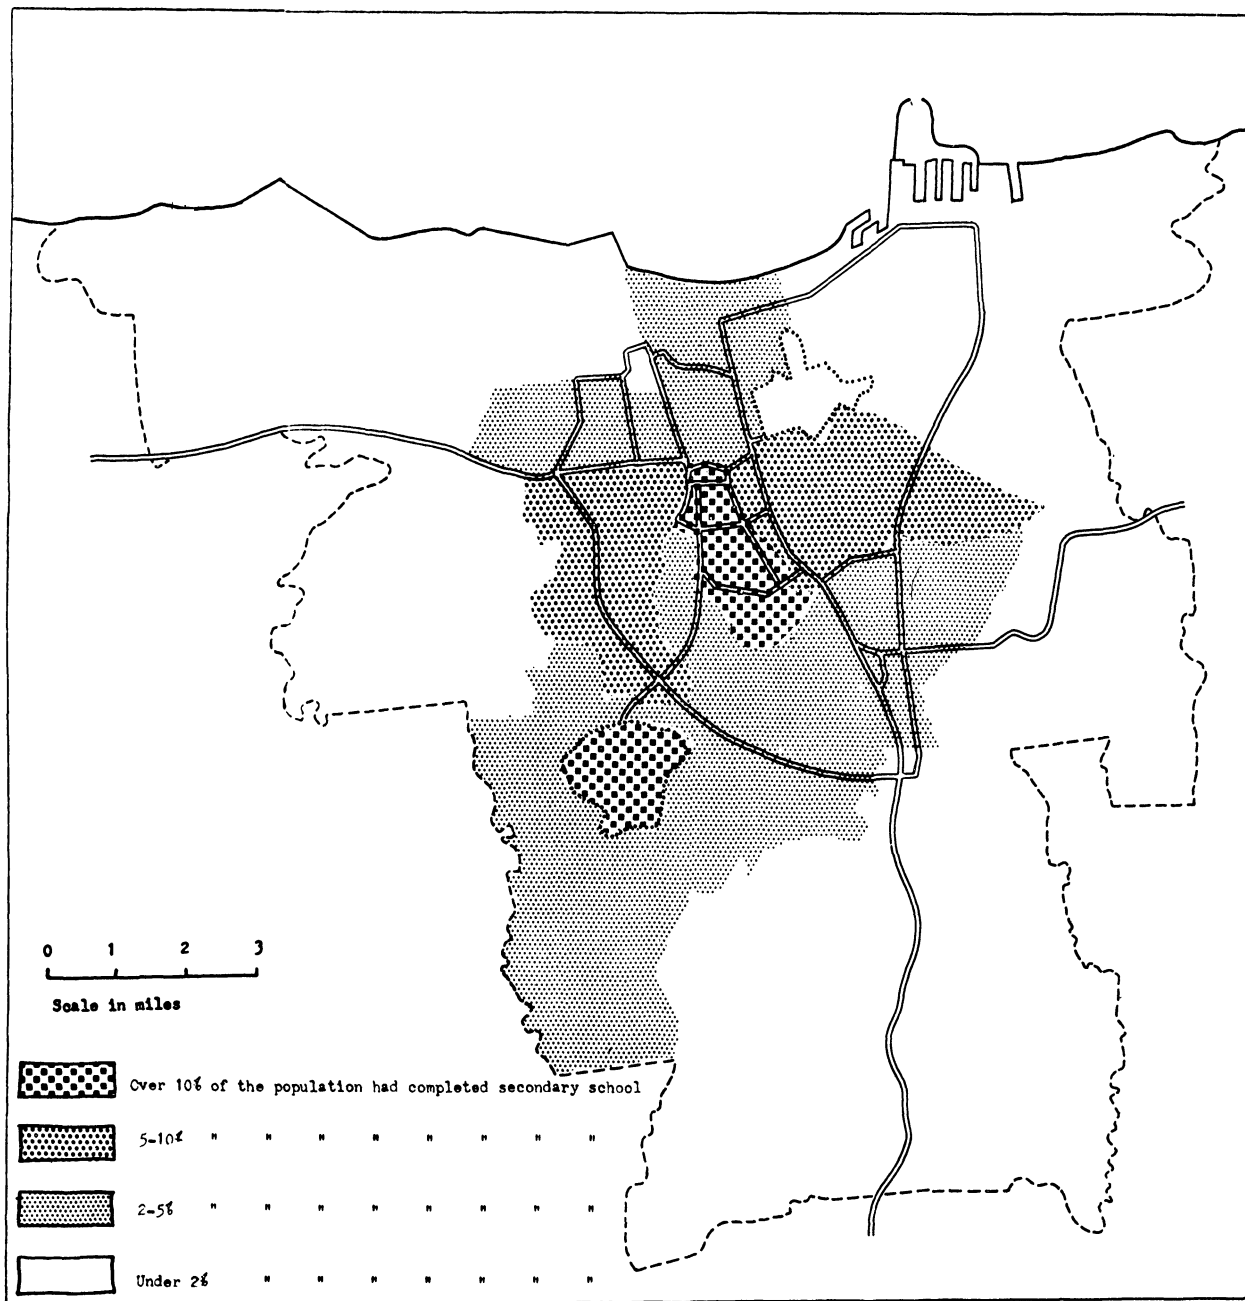 0 1 2 3
Scale in miles
Over 10% of the population had completed secondary school
5-10% " " " " " " " "
2-5% " " " " " " " "
Under 2% " " " " " " "